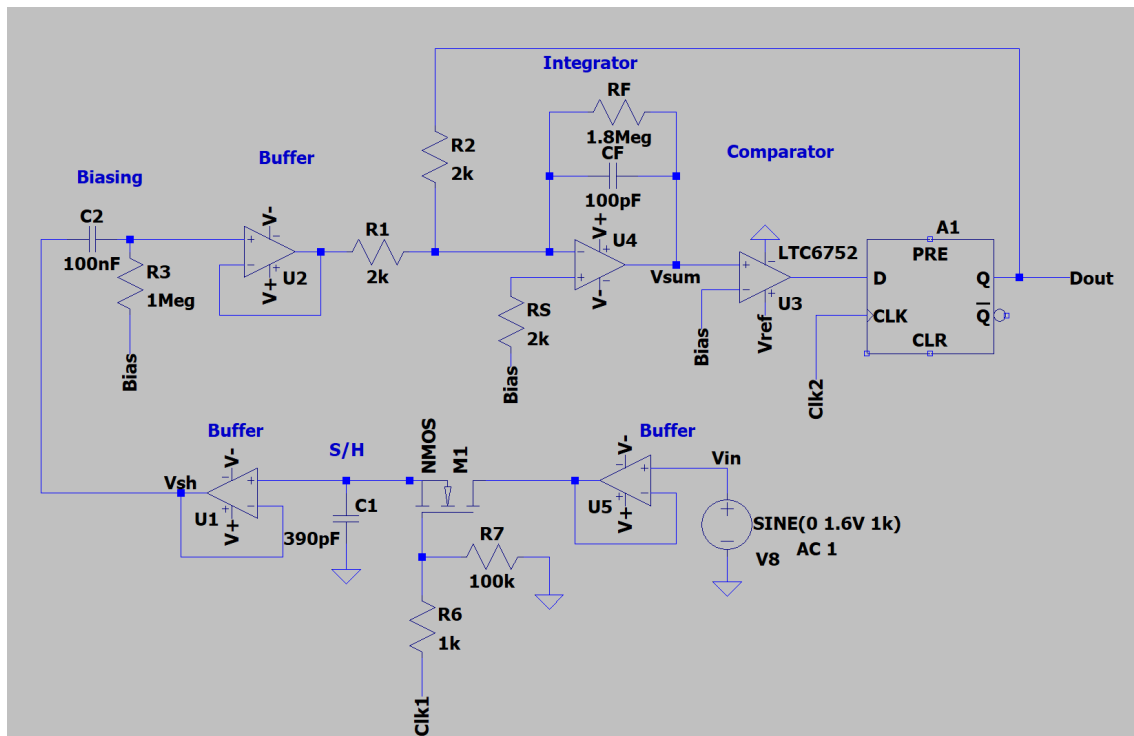 Integrator
RF
1.8Meg
CF
100pF
R2
2k
Buffer
Comparator
Biasing
C2
100nF
R3
1Meg
Bias
V-
+
−
−
+
U2
V+
R1
2k
V+
−
+
+
−
U4
V-
Vsum
RS
2k
Bias
LTC6752
+
−
−
+
U3
Bias
Vref
A1
PRE
D
Q
CLK
Q
CLR
Dout
Clk2
Buffer
V-
Vsh
−
+
+
−
U1
V+
S/H
C1
390pF
NMOS
M1
R7
100k
R6
1k
Clk1
Buffer
V-
−
+
+
−
U5
V+
Vin
+
−
SINE(0 1.6V 1k)
AC 1
V8